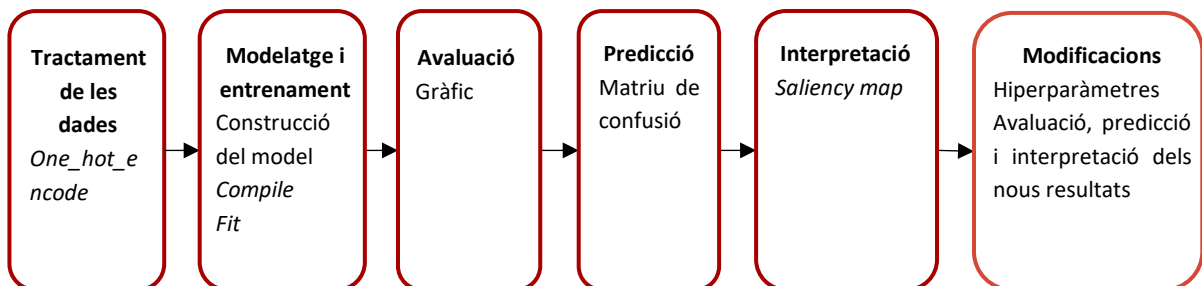 Tractament
de les
dades
One_hot_e
ncode
Modelatge i
entrenament
Construcció
del model
Compile
Fit
Avaluació
Gràfic
Predicció
Matriu de
confusió
Interpretació
Saliency map
Modificacions
Hiperparàmetres
Avaluació, predicció
i interpretació dels
nous resultats